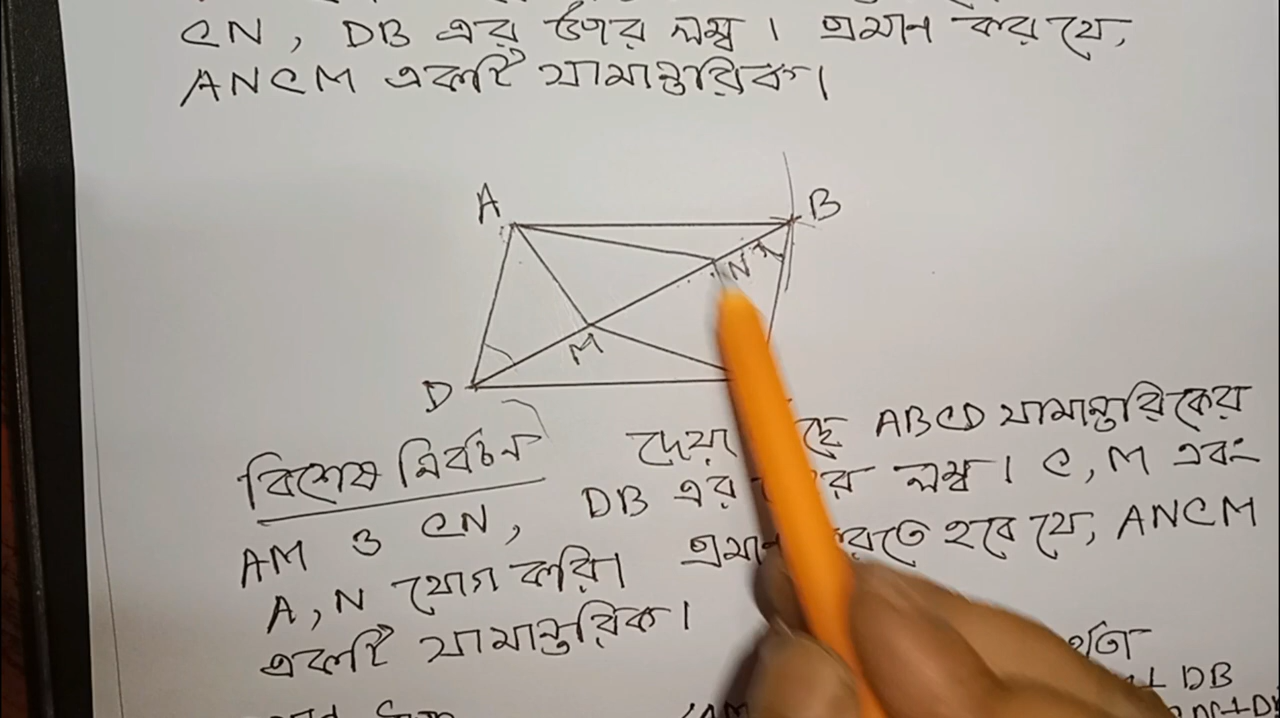 CN, DB এর উপর লম্ব। প্রমাণ কর যে,
ANCM একটি সামান্তরিক।
A
B
N
M
D
বিশেষ নির্বচন দেয়া ABCD সামান্তরিকের
AM ও CN, DB এর লম্ব। C, M এবং
A, N যোগ করি। করতে হবে যে, ANCM
একটি সামান্তরিক।
DB